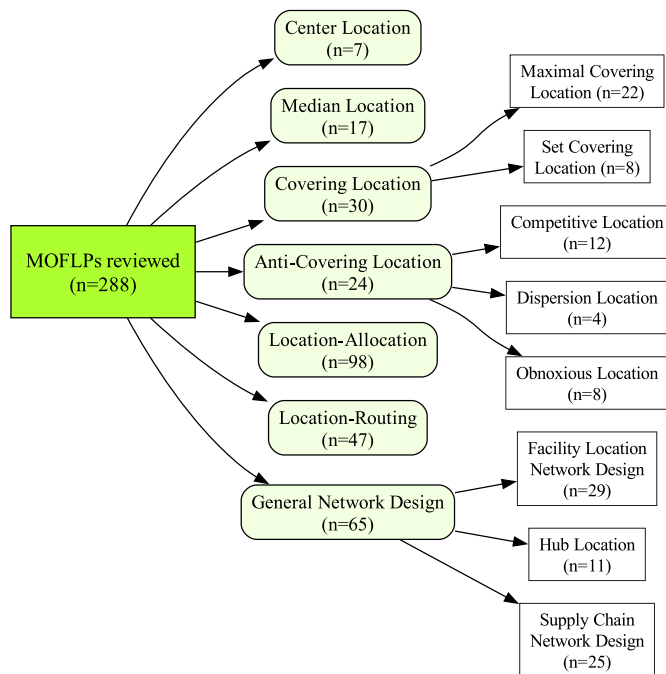 MOFLPs reviewed
(n=288)
Center Location
(n=7)
Median Location
(n=17)
Covering Location
(n=30)
Anti-Covering Location
(n=24)
Location-Allocation
(n=98)
Location-Routing
(n=47)
General Network Design
(n=65)
Maximal Covering
Location (n=22)
Set Covering
Location (n=8)
Competitive Location
(n=12)
Dispersion Location
(n=4)
Obnoxious Location
(n=8)
Facility Location
Network Design
(n=29)
Hub Location
(n=11)
Supply Chain
Network Design
(n=25)